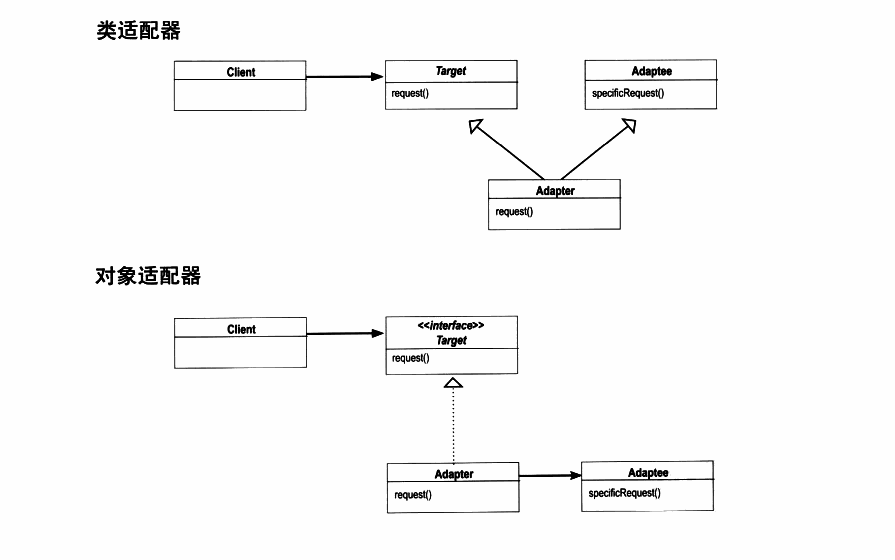 类适配器
Client
Target
request()
Adaptee
specificRequest()
Adapter
request()
对象适配器
Client
<<interface>>
Target
request()
Adapter
request()
Adaptee
specificRequest()